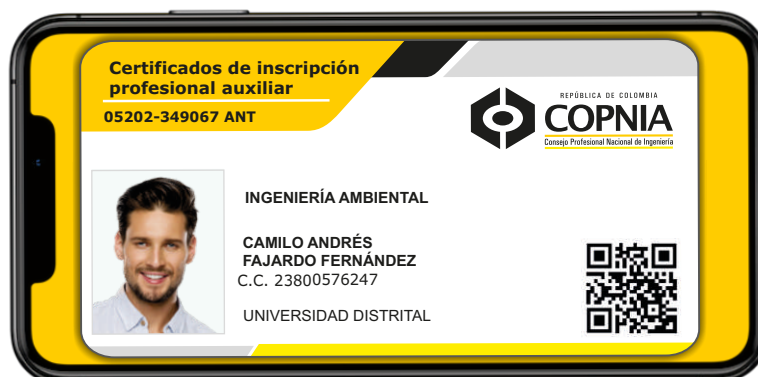 Certificados de inscripción
profesional auxiliar
05202-349067 ANT
REPÚBLICA DE COLOMBIA
COPNIA
Consejo Profesional Nacional de Ingeniería
INGENIERÍA AMBIENTAL
CAMILO ANDRÉS
FAJARDO FERNÁNDEZ
C.C. 23800576247
UNIVERSIDAD DISTRITAL